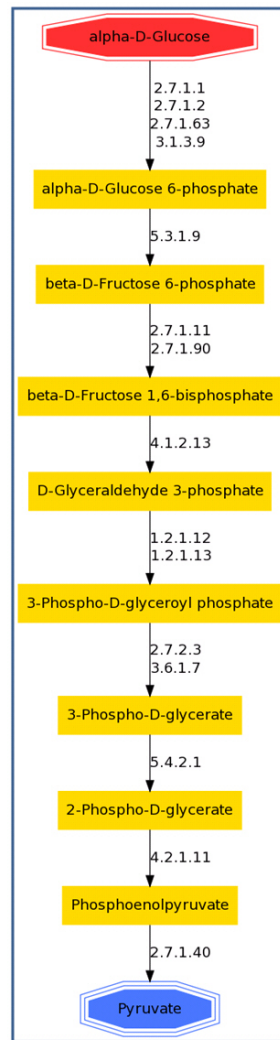 alpha-D-Glucose
2.7.1.1
2.7.1.2
2.7.1.63
3.1.3.9
alpha-D-Glucose 6-phosphate
5.3.1.9
beta-D-Fructose 6-phosphate
2.7.1.11
2.7.1.90
beta-D-Fructose 1,6-bisphosphate
4.1.2.13
D-Glyceraldehyde 3-phosphate
1.2.1.12
1.2.1.13
3-Phospho-D-glyceroyl phosphate
2.7.2.3
3.6.1.7
3-Phospho-D-glycerate
5.4.2.1
2-Phospho-D-glycerate
4.2.1.11
Phosphoenolpyruvate
2.7.1.40
Pyruvate